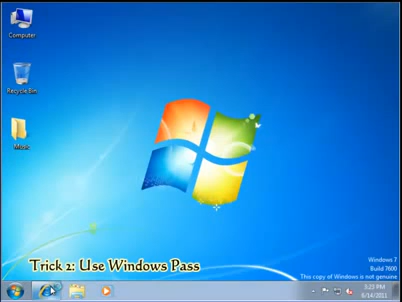 Computer
Recycle Bin
Music
Trick 2: Use Windows Pass
Windows 7
Build 7600
This copy of Windows is not genuine
3:23 PM
6/14/2011